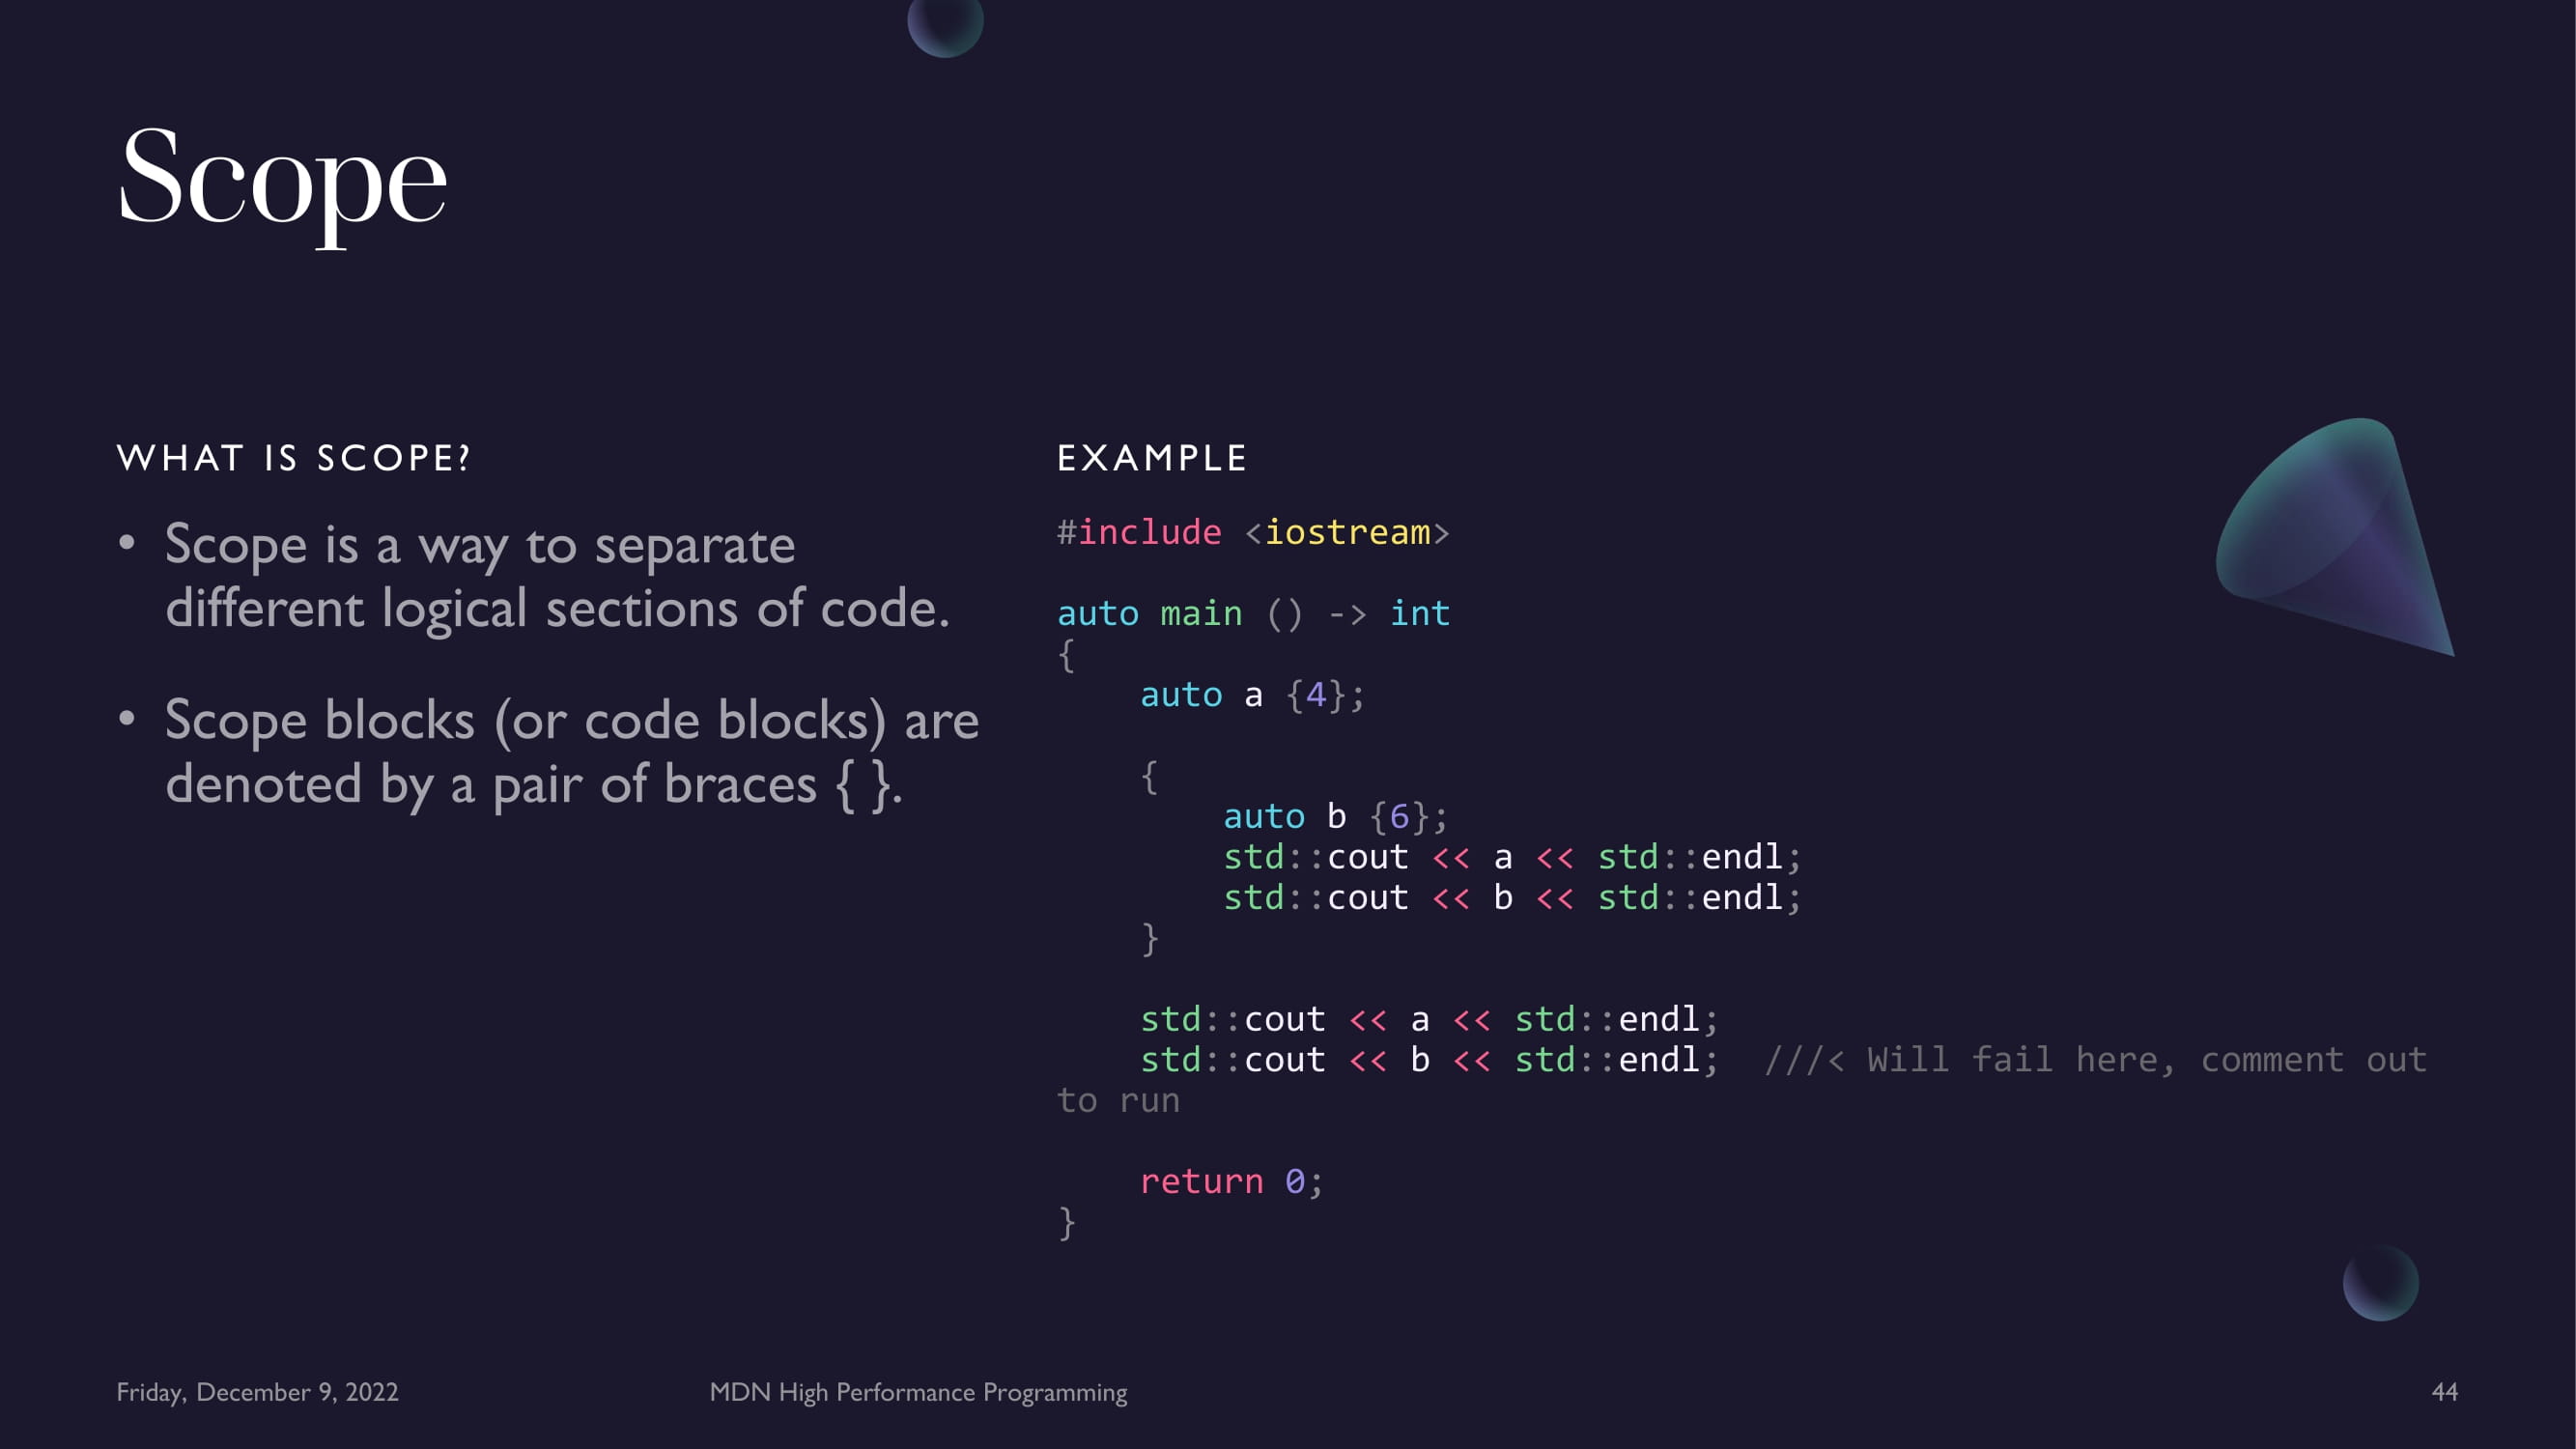 Scope
WHAT IS SCOPE?
• Scope is a way to separate
different logical sections of code.
• Scope blocks (or code blocks) are
denoted by a pair of braces { }.
EXAMPLE
#include <iostream>
auto main () -> int
{
    auto a {4};
    {
        auto b {6};
        std::cout << a << std::endl;
        std::cout << b << std::endl;
    }
    std::cout << a << std::endl;
    std::cout << b << std::endl;  ///< Will fail here, comment out
to run
    return 0;
}
Friday, December 9, 2022
MDN High Performance Programming
44